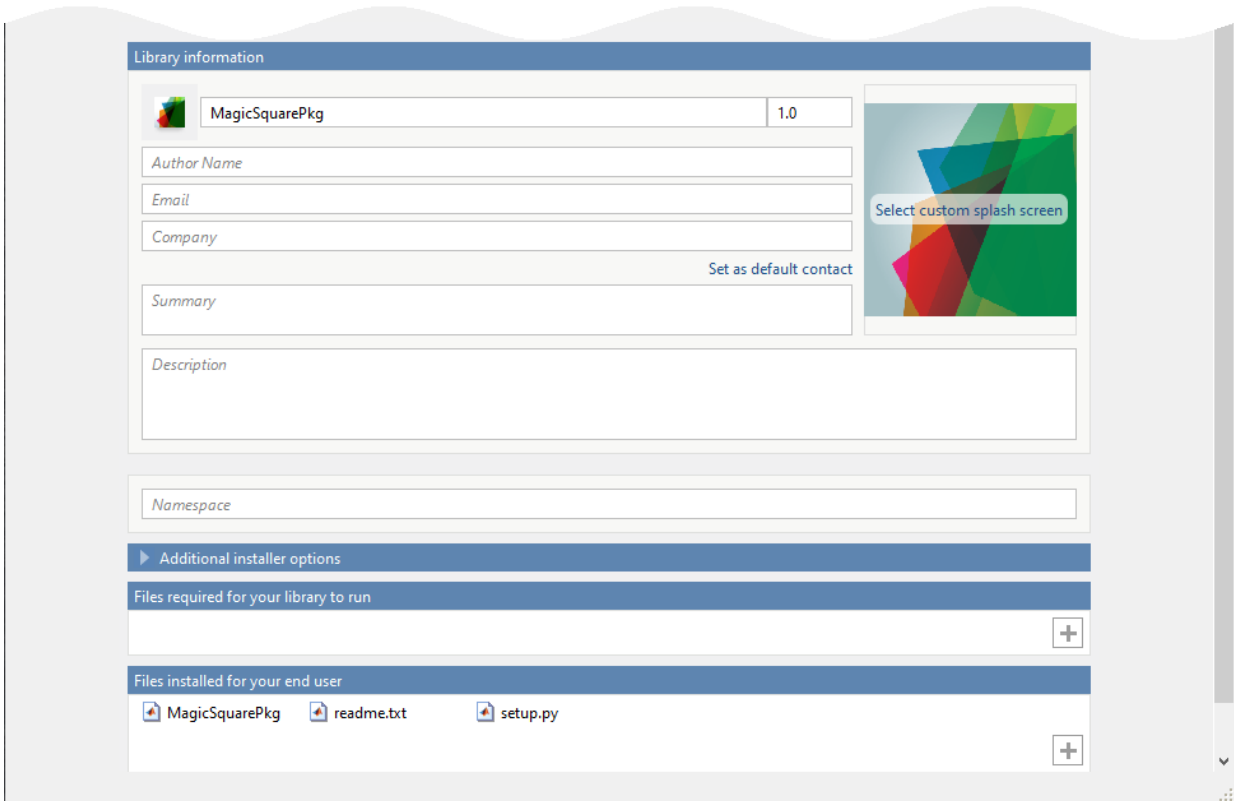 Library information
MagicSquarePkg 1.0
Author Name
Email
Company
Select custom splash screen
Set as default contact
Summary
Description
Namespace
Additional installer options
Files required for your library to run
Files installed for your end user
MagicSquarePkg readme.txt setup.py